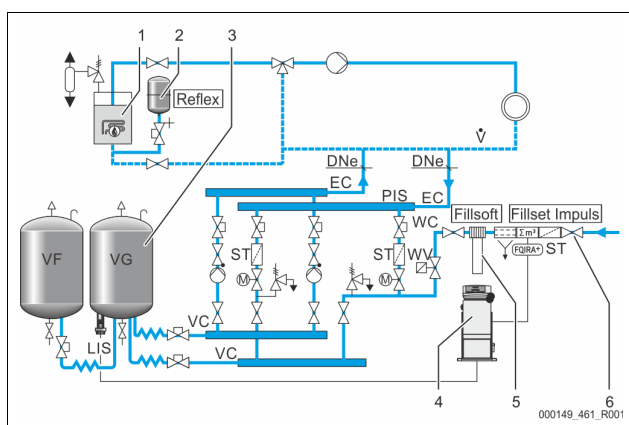 1
2
3
Reflex
V̇
DNe
DNe
EC
PIS
EC
Fillsoft
Fillset Impuls
WC
Σm³
ST
WV
ST
FQIRA+
ST
VF
VG
M
M
VC
LIS
VC
4
5
6
000149_461_R001